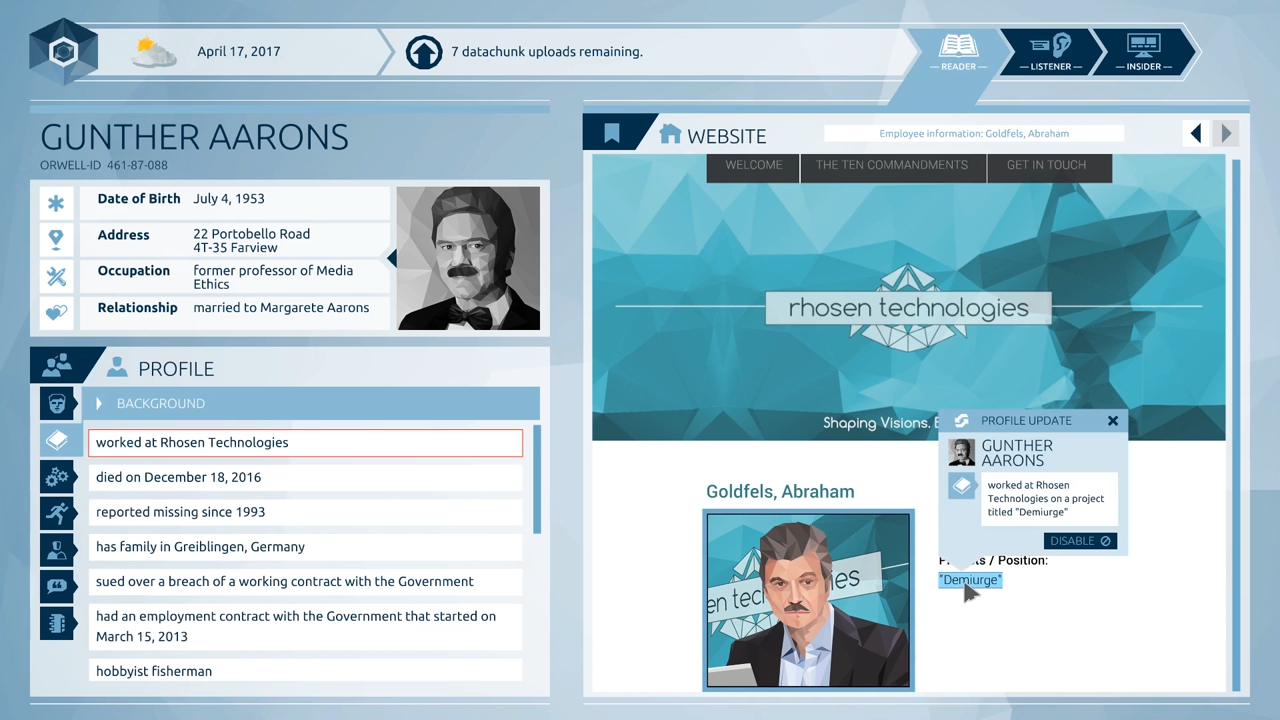 April 17, 2017
7 datachunk uploads remaining.
— READER —
— LISTENER —
— INSIDER —
GUNTHER AARONS
ORWELL-ID 461-87-088
Date of Birth July 4, 1953
Address 22 Portobello Road
4T-35 Farview
Occupation former professor of Media
Ethics
Relationship married to Margarete Aarons
PROFILE
BACKGROUND
worked at Rhosen Technologies
died on December 18, 2016
reported missing since 1993
has family in Greiblingen, Germany
sued over a breach of a working contract with the Government
had an employment contract with the Government that started on
March 15, 2013
hobbyist fisherman
WEBSITE
Employee information: Goldfels, Abraham
WELCOME
THE TEN COMMANDMENTS
GET IN TOUCH
rhosen technologies
Shaping Visions.
PROFILE UPDATE
GUNTHER
AARONS
worked at Rhosen
Technologies on a project
titled "Demiurge"
DISABLE
Goldfels, Abraham
/ Position:
"Demiurge"